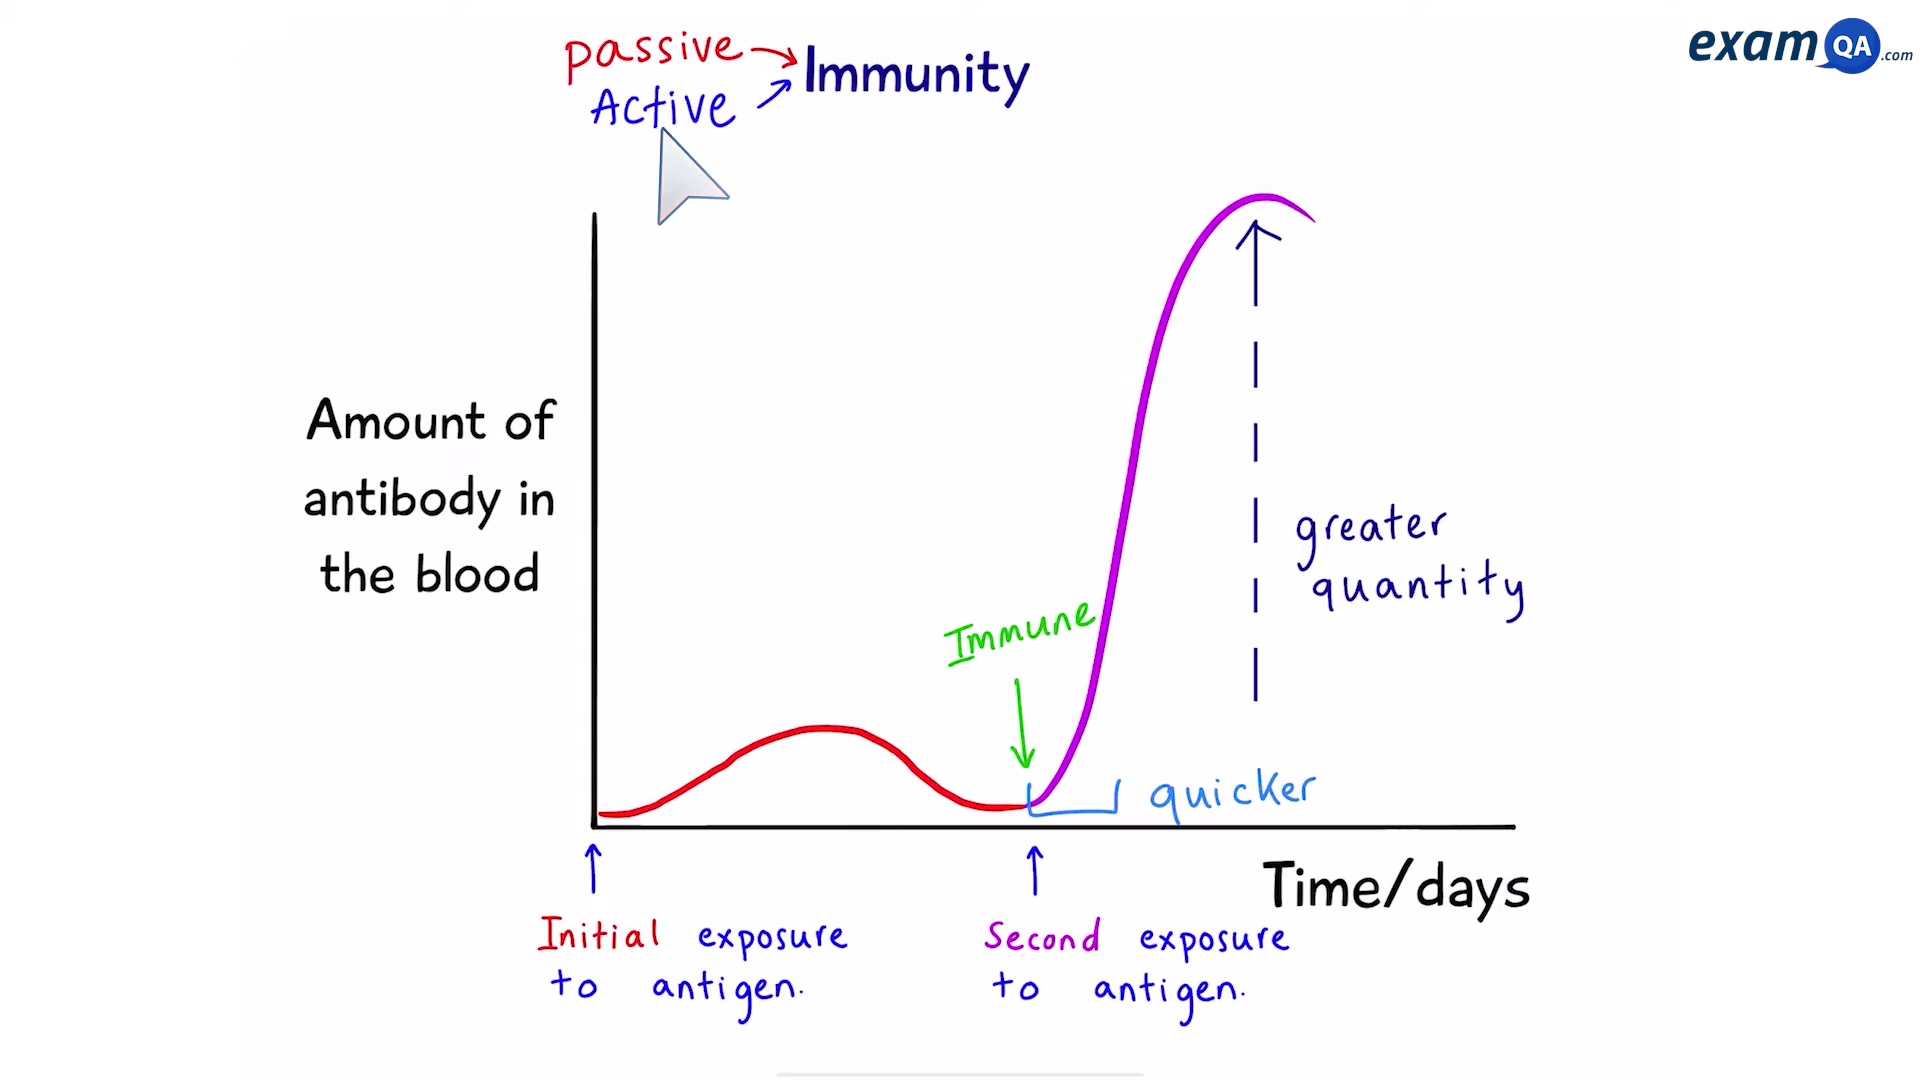 passive
Active
Immunity
examQA.com
Amount of
antibody in
the blood
greater
quantity
Immune
quicker
Time/days
Initial exposure
to antigen.
Second exposure
to antigen.